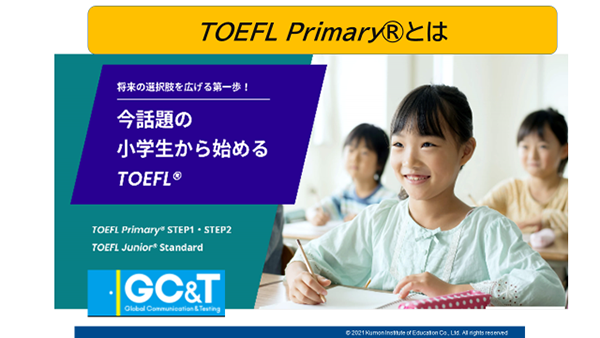 TOEFL Primary®とは
将来の選択肢を広げる第一歩！
今話題の
小学生から始める
TOEFL®
TOEFL Primary® STEP1・STEP2
TOEFL Junior® Standard
GC&T
Global Communication & Testing
© 2021 Kumon Institute of Education Co., Ltd. All rights reserved